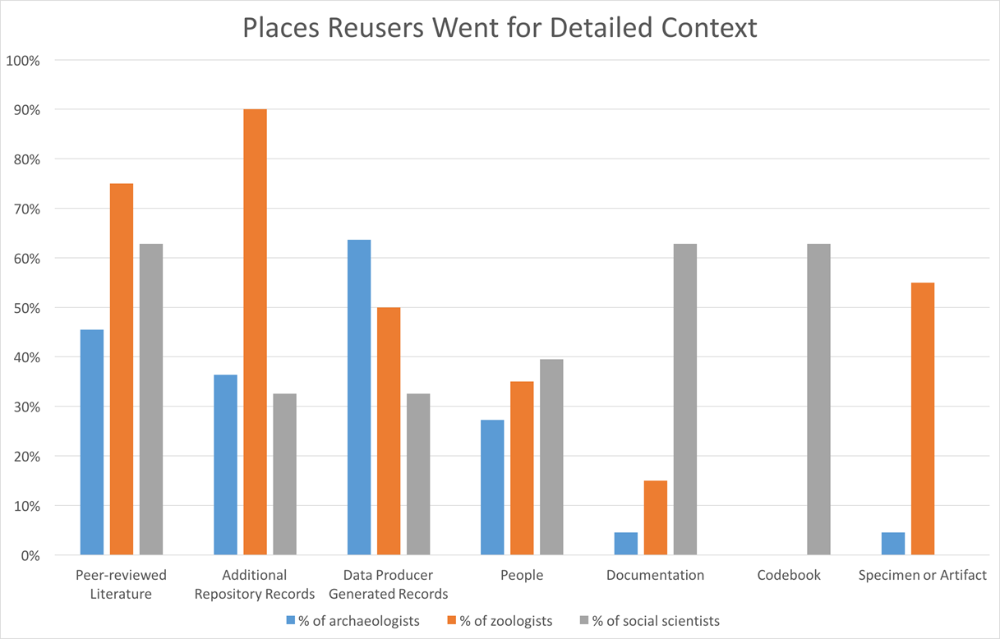 Places Reusers Went for Detailed Context
100%
90%
80%
70%
60%
50%
40%
30%
20%
10%
0%
Peer-reviewed
Literature
Additional
Repository Records
Data Producer
Generated Records
People
Documentation
Codebook
Specimen or Artifact
% of archaeologists
% of zoologists
% of social scientists